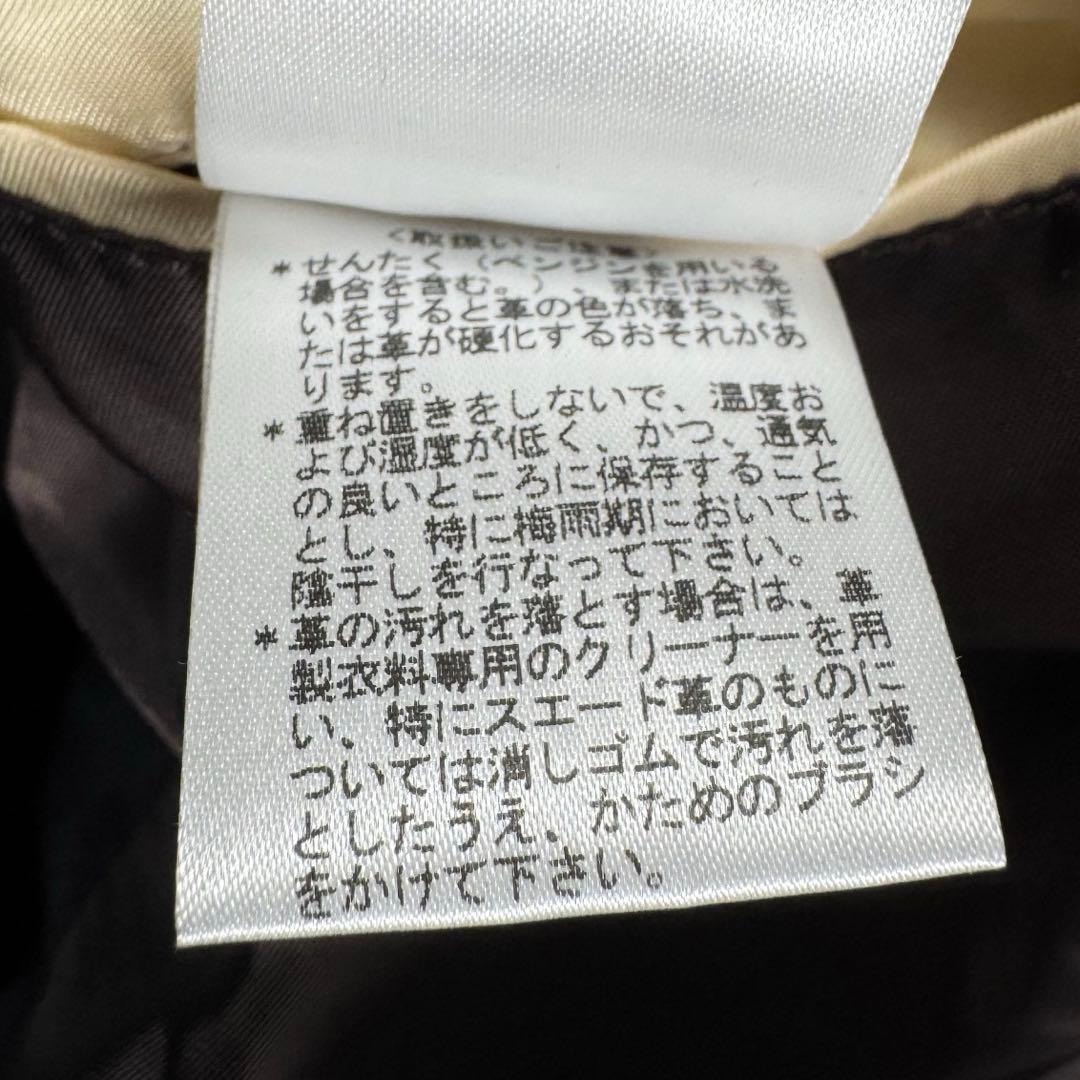 〈取扱いご注意〉
*せんたく(ベンジンを用いる
場合を含む。)、または水洗
いをすると革の色が落ち、ま
たは革が硬化するおそれがあ
ります。
*重ね置きをしないで、温度お
よび湿度が低く、かつ、通気
の良いところに保存するこ と
とし、特に梅雨期においては
陰干しを行なって下さい。
*革の汚れを落とす場合は、革
製衣料専用のクリーナーを用
い、特にスエード革のものに
ついては消しゴムで汚れを落
としたうえ、かためのブラシ
をかけて下さい。